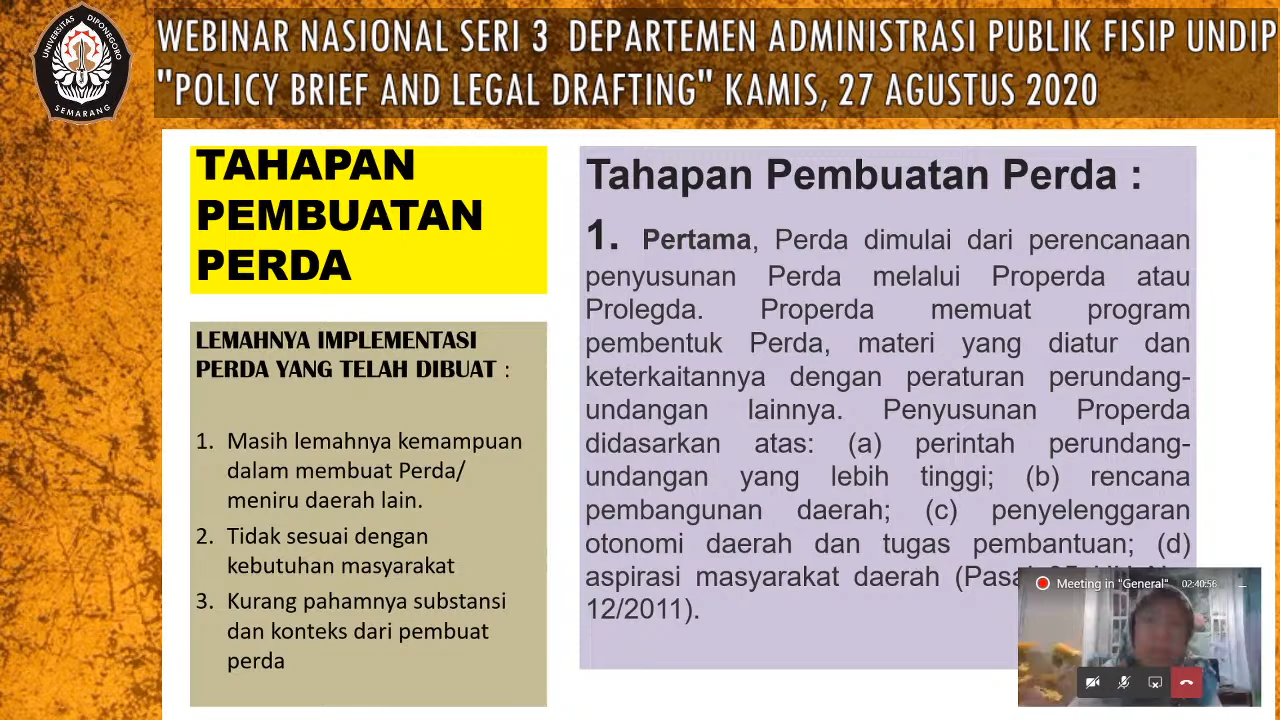 WEBINAR NASIONAL SERI 3 DEPARTEMEN ADMINISTRASI PUBLIK FISIP UNDIP
"POLICY BRIEF AND LEGAL DRAFTING" KAMIS, 27 AGUSTUS 2020
UNIVERSITAS DIPONEGORO
SEMARANG
TAHAPAN
PEMBUATAN
PERDA
LEMAHNYA IMPLEMENTASI
PERDA YANG TELAH DIBUAT :
1. Masih lemahnya kemampuan
dalam membuat Perda/
meniru daerah lain.
2. Tidak sesuai dengan
kebutuhan masyarakat
3. Kurang pahamnya substansi
dan konteks dari pembuat
perda
Tahapan Pembuatan Perda :
1. Pertama, Perda dimulai dari perencanaan
penyusunan Perda melalui Properda atau
Prolegda. Properda memuat program
pembentuk Perda, materi yang diatur dan
keterkaitannya dengan peraturan perundang-
undangan lainnya. Penyusunan Properda
didasarkan atas: (a) perintah perundang-
undangan yang lebih tinggi; (b) rencana
pembangunan daerah; (c) penyelenggaran
otonomi daerah dan tugas pembantuan; (d)
aspirasi masyarakat daerah
12/2011).
Meeting in "General" 02:40:56